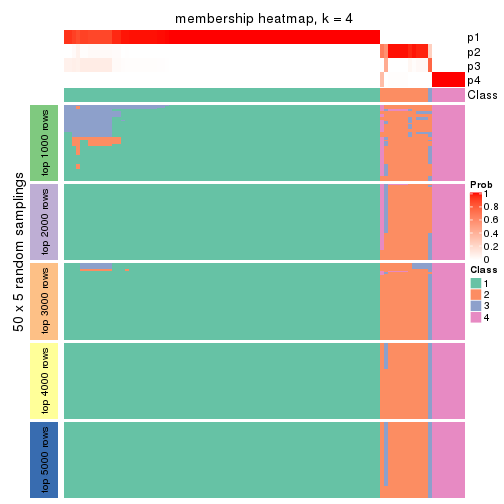 membership heatmap, k = 4
p1
p2
p3
p4
Class
50 x 5 random samplings
top 1000 rows
top 2000 rows
top 3000 rows
top 4000 rows
top 5000 rows
Prob
1
0.8
0.6
0.4
0.2
0
Class
1
2
3
4